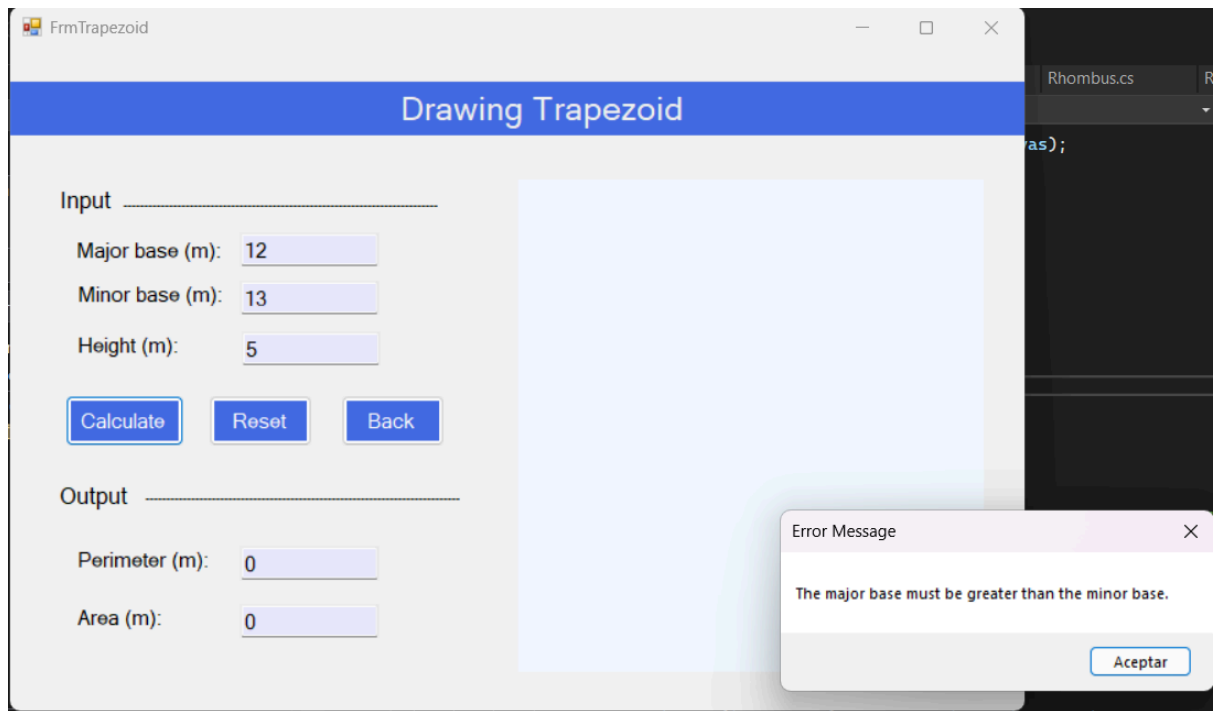 FrmTrapezoid
Rhombus.cs R
Drawing Trapezoid
as);
Input
Major base (m): 12
Minor base (m): 13
Height (m): 5
Calculate Reset Back
Output
Perimeter (m): 0
Area (m): 0
Error Message
The major base must be greater than the minor base.
Aceptar